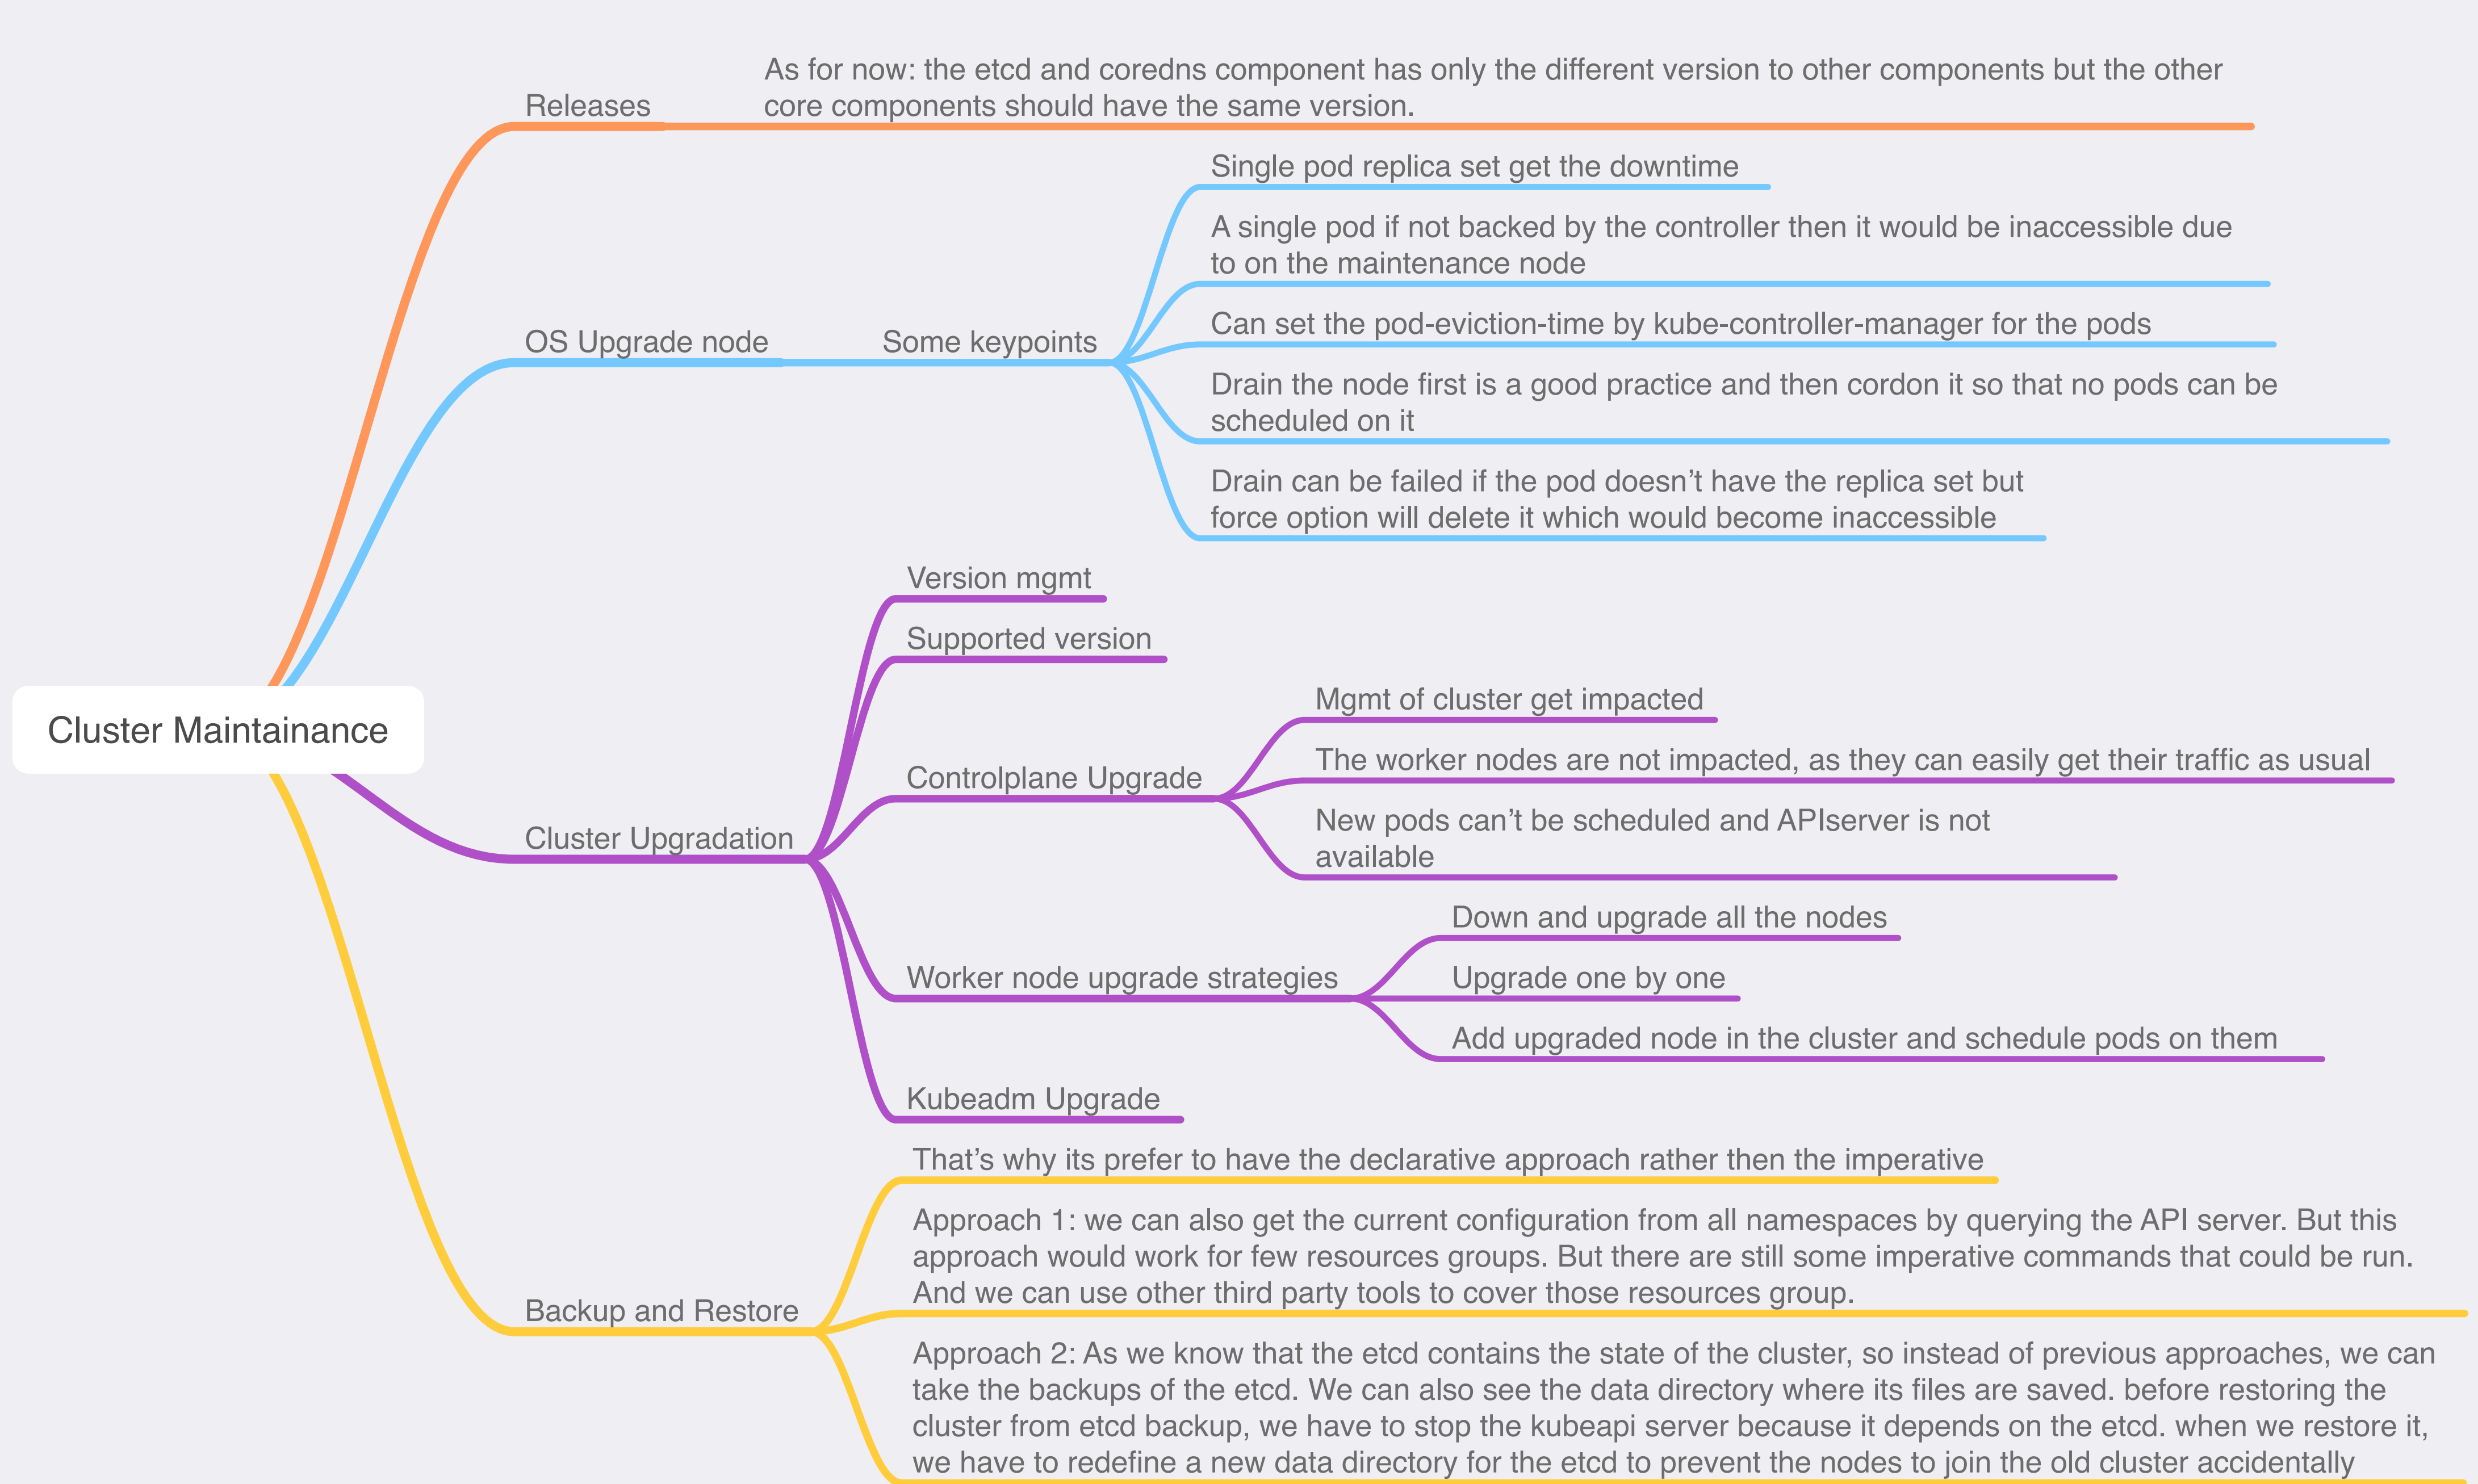 Cluster Maintainance
Releases
As for now: the etcd and coredns component has only the different version to other components but the other
core components should have the same version.
OS Upgrade node
Some keypoints
Single pod replica set get the downtime
A single pod if not backed by the controller then it would be inaccessible due
to on the maintenance node
Can set the pod-eviction-time by kube-controller-manager for the pods
Drain the node first is a good practice and then cordon it so that no pods can be
scheduled on it
Drain can be failed if the pod doesn’t have the replica set but
force option will delete it which would become inaccessible
Cluster Upgradation
Version mgmt
Supported version
Controlplane Upgrade
Mgmt of cluster get impacted
The worker nodes are not impacted, as they can easily get their traffic as usual
New pods can’t be scheduled and APIserver is not
available
Worker node upgrade strategies
Down and upgrade all the nodes
Upgrade one by one
Add upgraded node in the cluster and schedule pods on them
Kubeadm Upgrade
Backup and Restore
That’s why its prefer to have the declarative approach rather then the imperative
Approach 1: we can also get the current configuration from all namespaces by querying the API server. But this
approach would work for few resources groups. But there are still some imperative commands that could be run.
And we can use other third party tools to cover those resources group.
Approach 2: As we know that the etcd contains the state of the cluster, so instead of previous approaches, we can
take the backups of the etcd. We can also see the data directory where its files are saved. before restoring the
cluster from etcd backup, we have to stop the kubeapi server because it depends on the etcd. when we restore it,
we have to redefine a new data directory for the etcd to prevent the nodes to join the old cluster accidentally